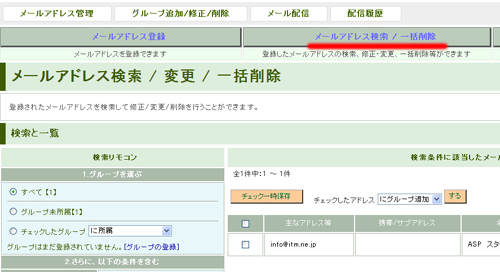 メールアドレス管理 グループ追加/修正/削除 メール配信 配信履歴
メールアドレス登録 メールアドレス検索 / 一括削除
メールアドレスを登録できます 登録したメールアドレスの検索、修正・変更、一括削除等ができます
メールアドレス検索 / 変更 / 一括削除
登録されたメールアドレスを検索して修正/変更/削除を行うことができます。
検索と一覧
検索リモコン 検索条件に該当したメー
1.グループを選ぶ 全1件中:1 ～ 1件
すべて【1】
チェック一時保存 チェックしたアドレス にグループ追加 する
グループ未所属【1】
チェックしたグループ に所属 主なアドレス等 携帯/サブアドレス
グループはまだ登録されていません。[グループの登録] info@itm.ne.jp ASP スタ
2.さらに、以下の条件を含む